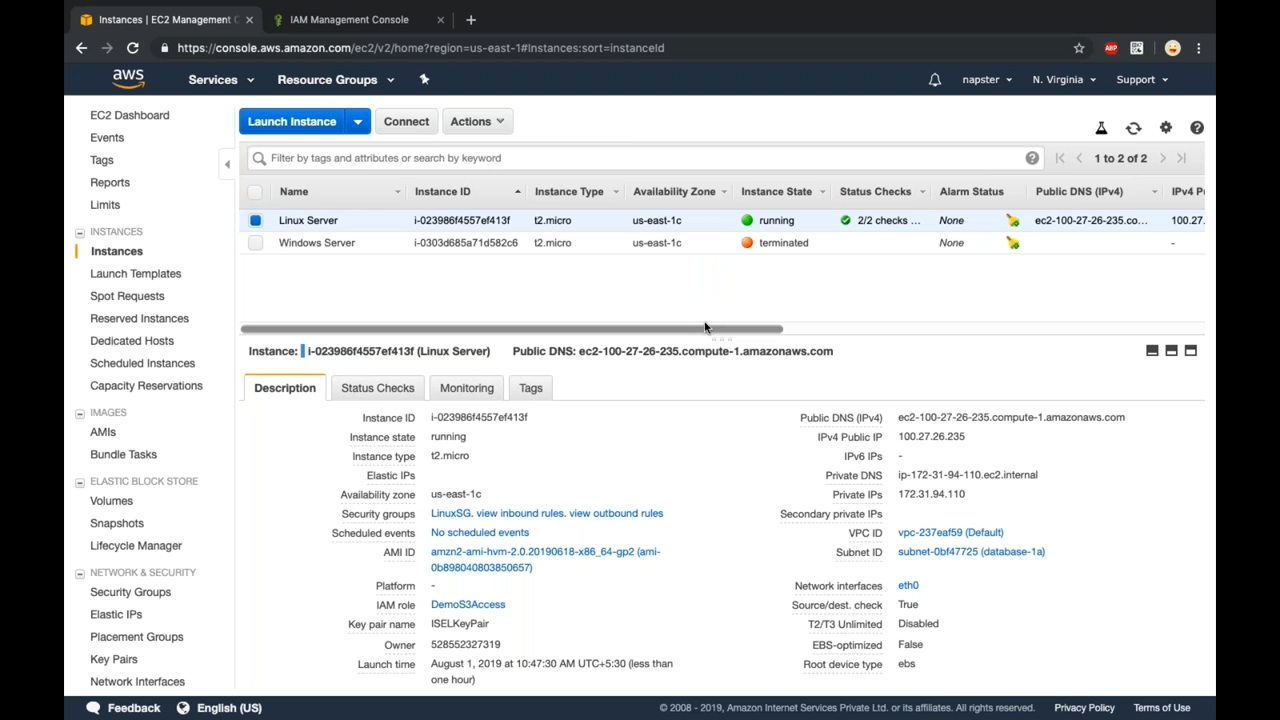 Instances | EC2 Management C
IAM Management Console
https://console.aws.amazon.com/ec2/v2/home?region=us-east-1#Instances:sort=instanceId
ABP
aws
Services
Resource Groups
napster
N. Virginia
Support
EC2 Dashboard
Events
Tags
Reports
Limits
INSTANCES
Instances
Launch Templates
Spot Requests
Reserved Instances
Dedicated Hosts
Scheduled Instances
Capacity Reservations
IMAGES
AMIs
Bundle Tasks
ELASTIC BLOCK STORE
Volumes
Snapshots
Lifecycle Manager
NETWORK & SECURITY
Security Groups
Elastic IPs
Placement Groups
Key Pairs
Network Interfaces
Launch Instance
Connect
Actions
Filter by tags and attributes or search by keyword
1 to 2 of 2
Name Instance ID Instance Type Availability Zone Instance State Status Checks Alarm Status Public DNS (IPv4) IPv4 P
Linux Server i-023986f4557ef413f t2.micro us-east-1c running 2/2 checks ... None ec2-100-27-26-235.co... 100.27.
Windows Server i-0303d685a71d582c6 t2.micro us-east-1c terminated None -
Instance: i-023986f4557ef413f (Linux Server) Public DNS: ec2-100-27-26-235.compute-1.amazonaws.com
Description
Status Checks
Monitoring
Tags
Instance ID i-023986f4557ef413f
Instance state running
Instance type t2.micro
Elastic IPs
Availability zone us-east-1c
Security groups LinuxSG. view inbound rules. view outbound rules
Scheduled events No scheduled events
AMI ID amzn2-ami-hvm-2.0.20190618-x86_64-gp2 (ami-
0b898040803850657)
Platform -
IAM role DemoS3Access
Key pair name ISELKeyPair
Owner 528552327319
Launch time August 1, 2019 at 10:47:30 AM UTC+5:30 (less than
one hour)
Public DNS (IPv4) ec2-100-27-26-235.compute-1.amazonaws.com
IPv4 Public IP 100.27.26.235
IPv6 IPs -
Private DNS ip-172-31-94-110.ec2.internal
Private IPs 172.31.94.110
Secondary private IPs
VPC ID vpc-237eaf59 (Default)
Subnet ID subnet-0bf47725 (database-1a)
Network interfaces eth0
Source/dest. check True
T2/T3 Unlimited Disabled
EBS-optimized False
Root device type ebs
Feedback
English (US)
© 2008 - 2019, Amazon Internet Services Private Ltd. or its affiliates. All rights reserved.
Privacy Policy
Terms of Use